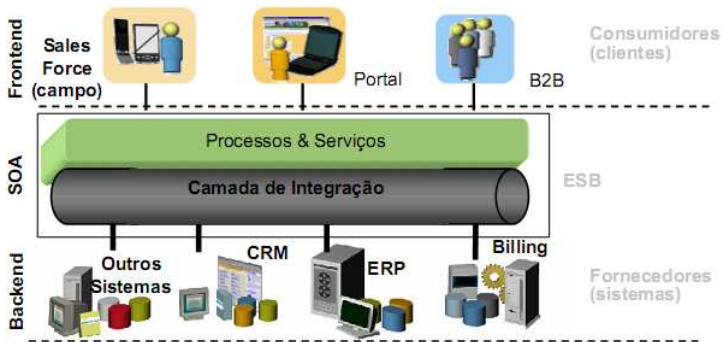 Frontend
Sales
Force
(campo)
Portal
B2B
Consumidores
(clientes)
SOA
Processos & Serviços
Camada de Integração
ESB
Backend
Outros
Sistemas
CRM
ERP
Billing
Fornecedores
(sistemas)